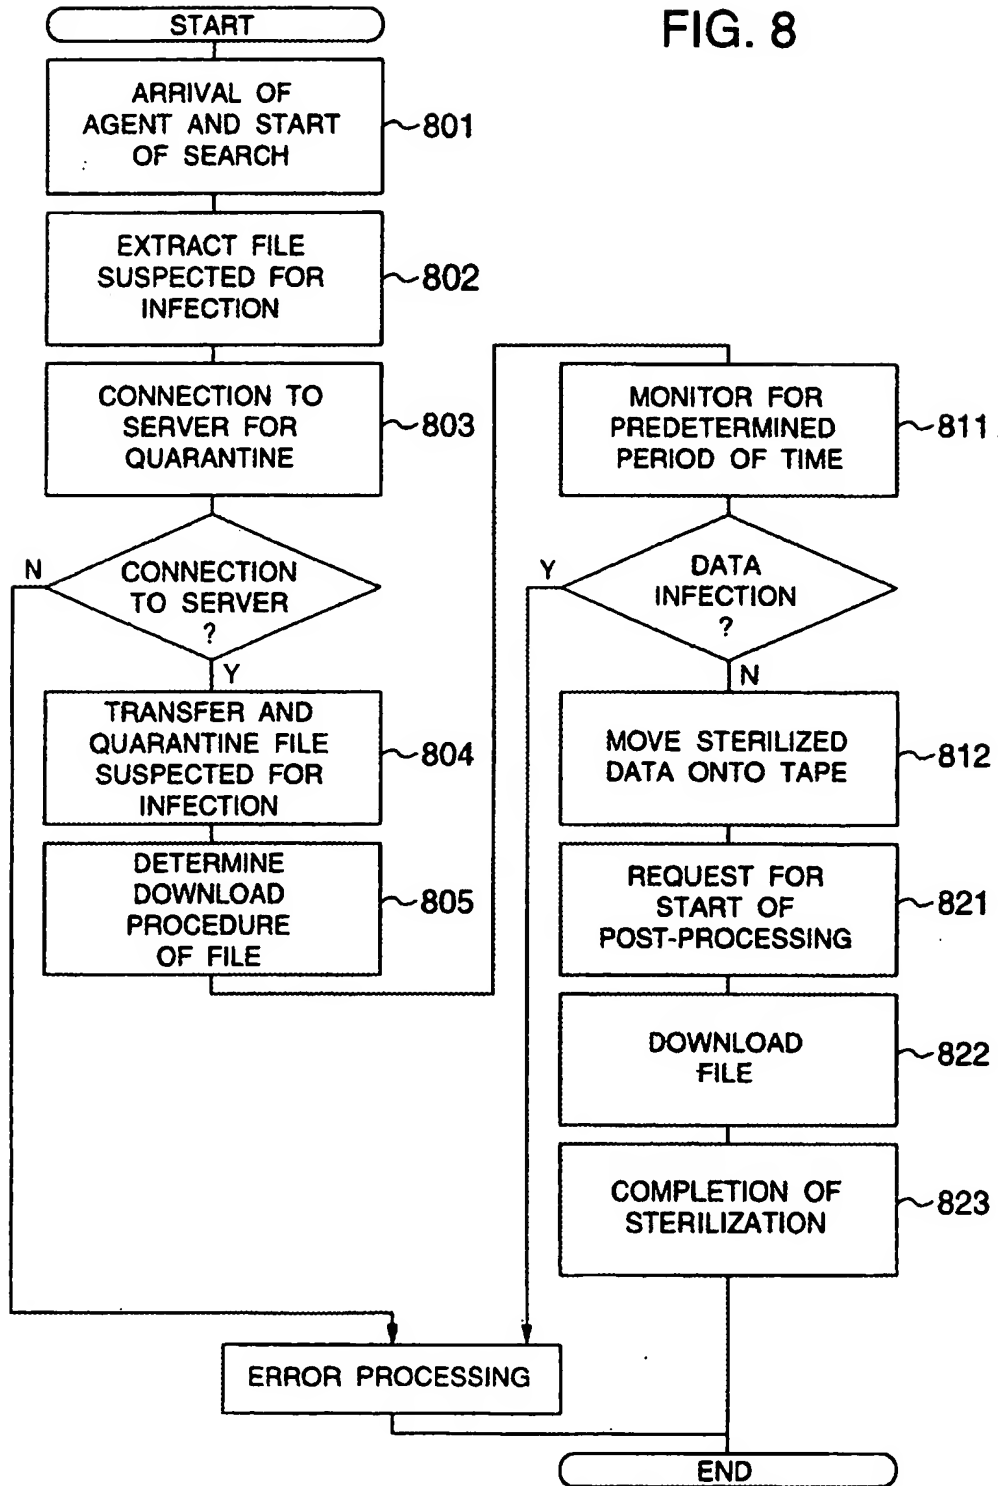 FIG. 8
START
ARRIVAL OF
AGENT AND START
OF SEARCH
801
EXTRACT FILE
SUSPECTED FOR
INFECTION
802
CONNECTION TO
SERVER FOR
QUARANTINE
803
CONNECTION
TO SERVER
?
N
Y
TRANSFER AND
QUARANTINE FILE
SUSPECTED FOR
INFECTION
804
DETERMINE
DOWNLOAD
PROCEDURE
OF FILE
805
MONITOR FOR
PREDETERMINED
PERIOD OF TIME
811
DATA
INFECTION
?
Y
N
MOVE STERILIZED
DATA ONTO TAPE
812
REQUEST FOR
START OF
POST-PROCESSING
821
DOWNLOAD
FILE
822
COMPLETION OF
STERILIZATION
823
ERROR PROCESSING
END